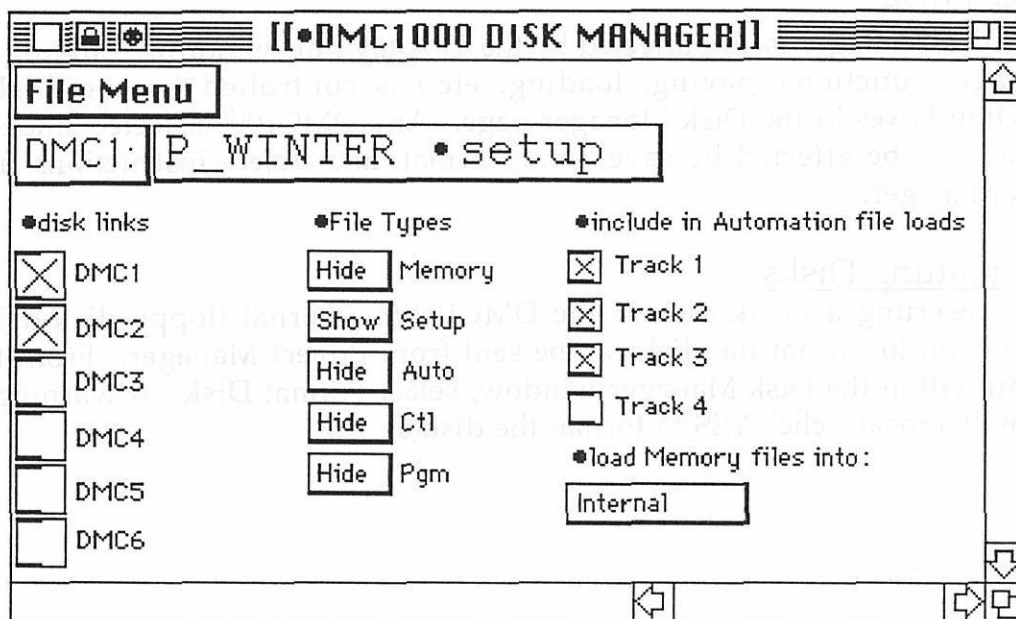 [[•DMC1000 DISK MANAGER]]
File Menu
DMC1: P_WINTER •setup
•disk links
•File Types
•include in Automation file loads
DMC1
Hide Memory
Track 1
DMC2
Show Setup
Track 2
DMC3
Hide Auto
Track 3
DMC4
Hide Ctl
Track 4
DMC5
Hide Pgm
•load Memory files into:
Internal
DMC6